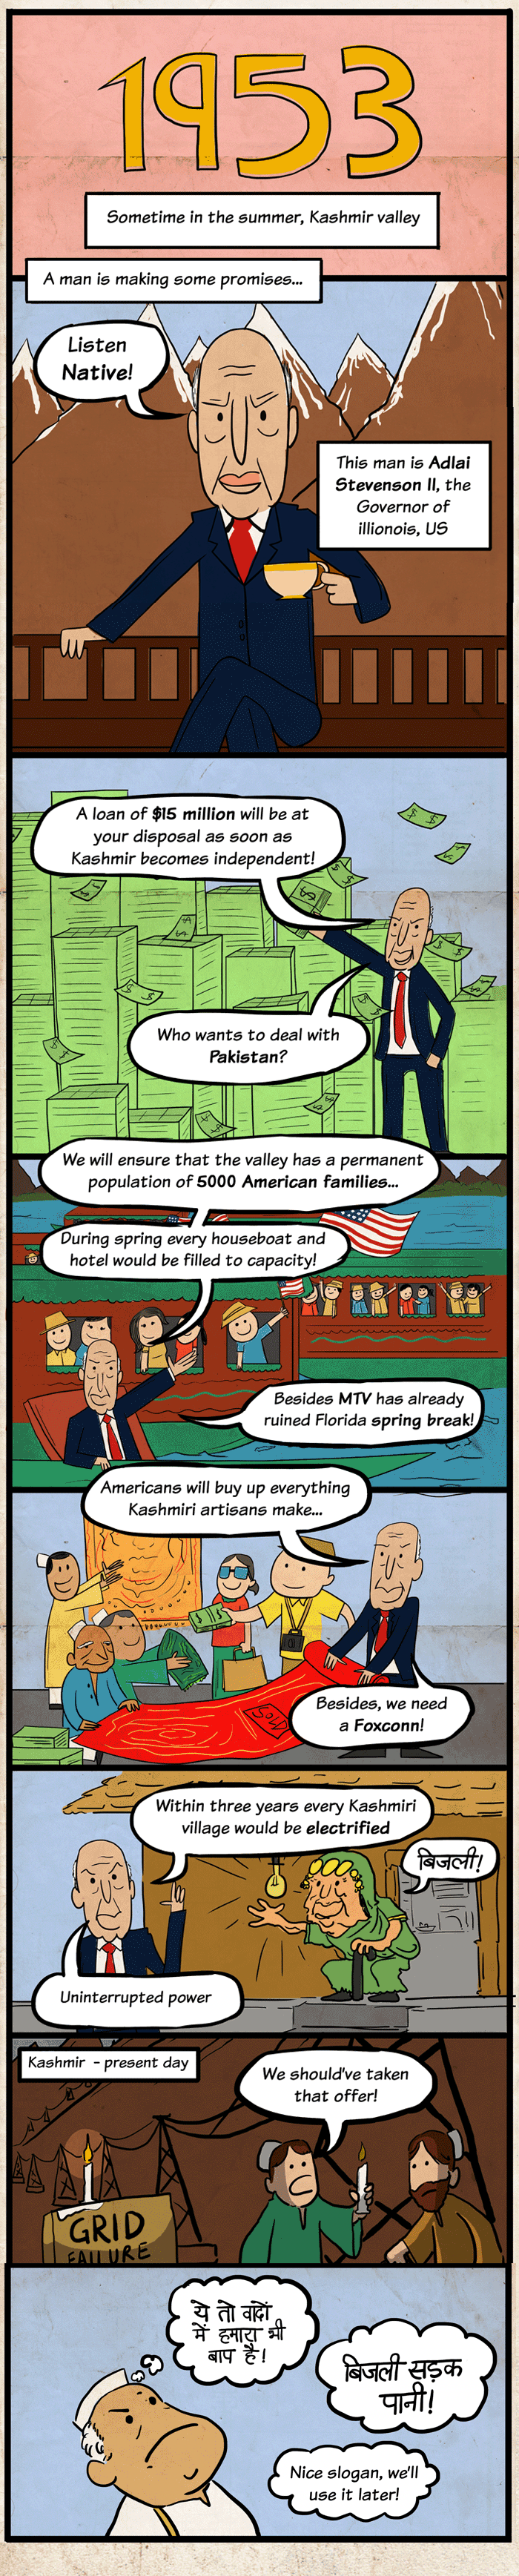 1953
Sometime in the summer, Kashmir valley
A man is making some promises...
Listen
Native!
This man is Adlai
Stevenson II, the
Governor of
illionois, US
A loan of $15 million will be at
your disposal as soon as
Kashmir becomes independent!
Who wants to deal with
Pakistan?
We will ensure that the valley has a permanent
population of 5000 American families...
During spring every houseboat and
hotel would be filled to capacity!
Besides MTV has already
ruined Florida spring break!
Americans will buy up everything
Kashmiri artisans make...
SOLD
Besides, we need
a Foxconn!
Within three years every Kashmiri
village would be electrified
बिजली!
Uninterrupted power
Kashmir - present day
We should've taken
that offer!
GRID
FAILURE
ये तो वादों
में हमारा भी
बाप है!
बिजली सड़क
पानी!
Nice slogan, we'll
use it later!